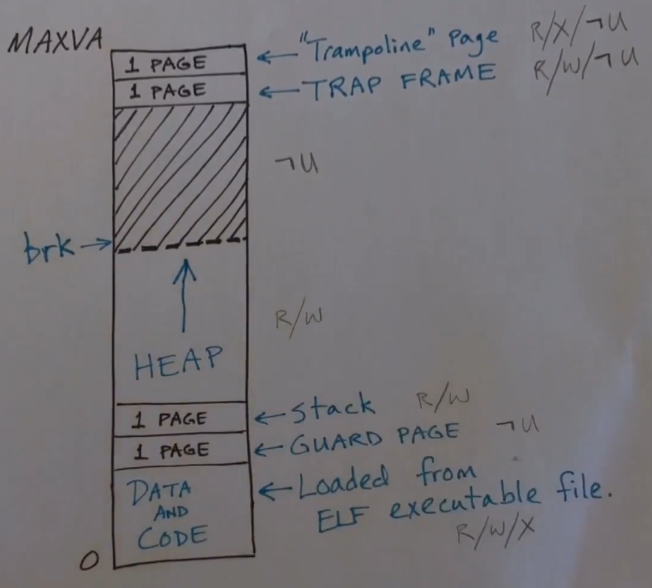 MAXVA
1 PAGE ← "Trampoline" Page R/X/¬U
1 PAGE ← TRAP FRAME R/W/¬U
¬U
brk →
R/W
HEAP
1 PAGE ← Stack R/W
1 PAGE ← GUARD PAGE ¬U
DATA ← Loaded from
AND ELF executable file.
CODE R/W/X
0